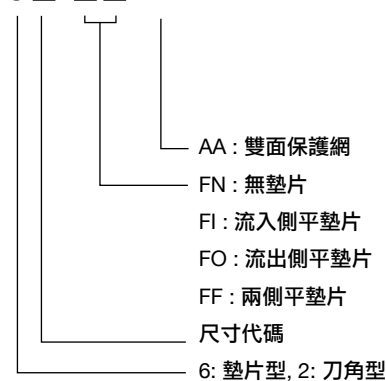 AA : 雙面保護網
FN : 無墊片
FI : 流入側平墊片
FO : 流出側平墊片
FF : 兩側平墊片
尺寸代碼
6: 墊片型, 2: 刀角型